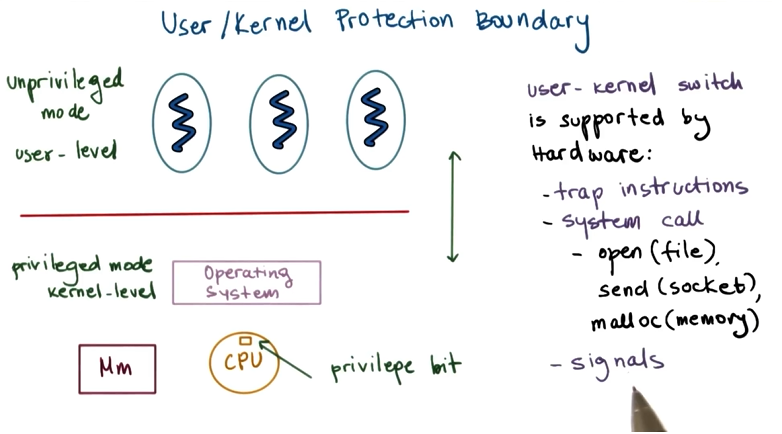 User/Kernel Protection Boundary
unprivileged
mode
user-level
privileged mode
kernel-level
Operating
System
Mm
CPU
privilepe bit
user-kernel switch
is supported by
Hardware:
- trap instructions
- system call
- open (file),
send (socket),
malloc (memory)
- signals